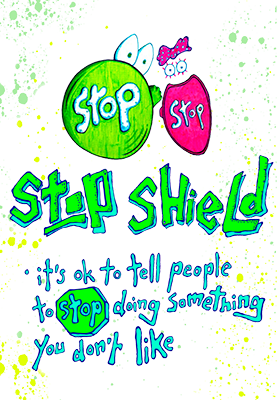 stop
stop
Stop SHield
· it's ok to tell people
to stop doing something
you don't like